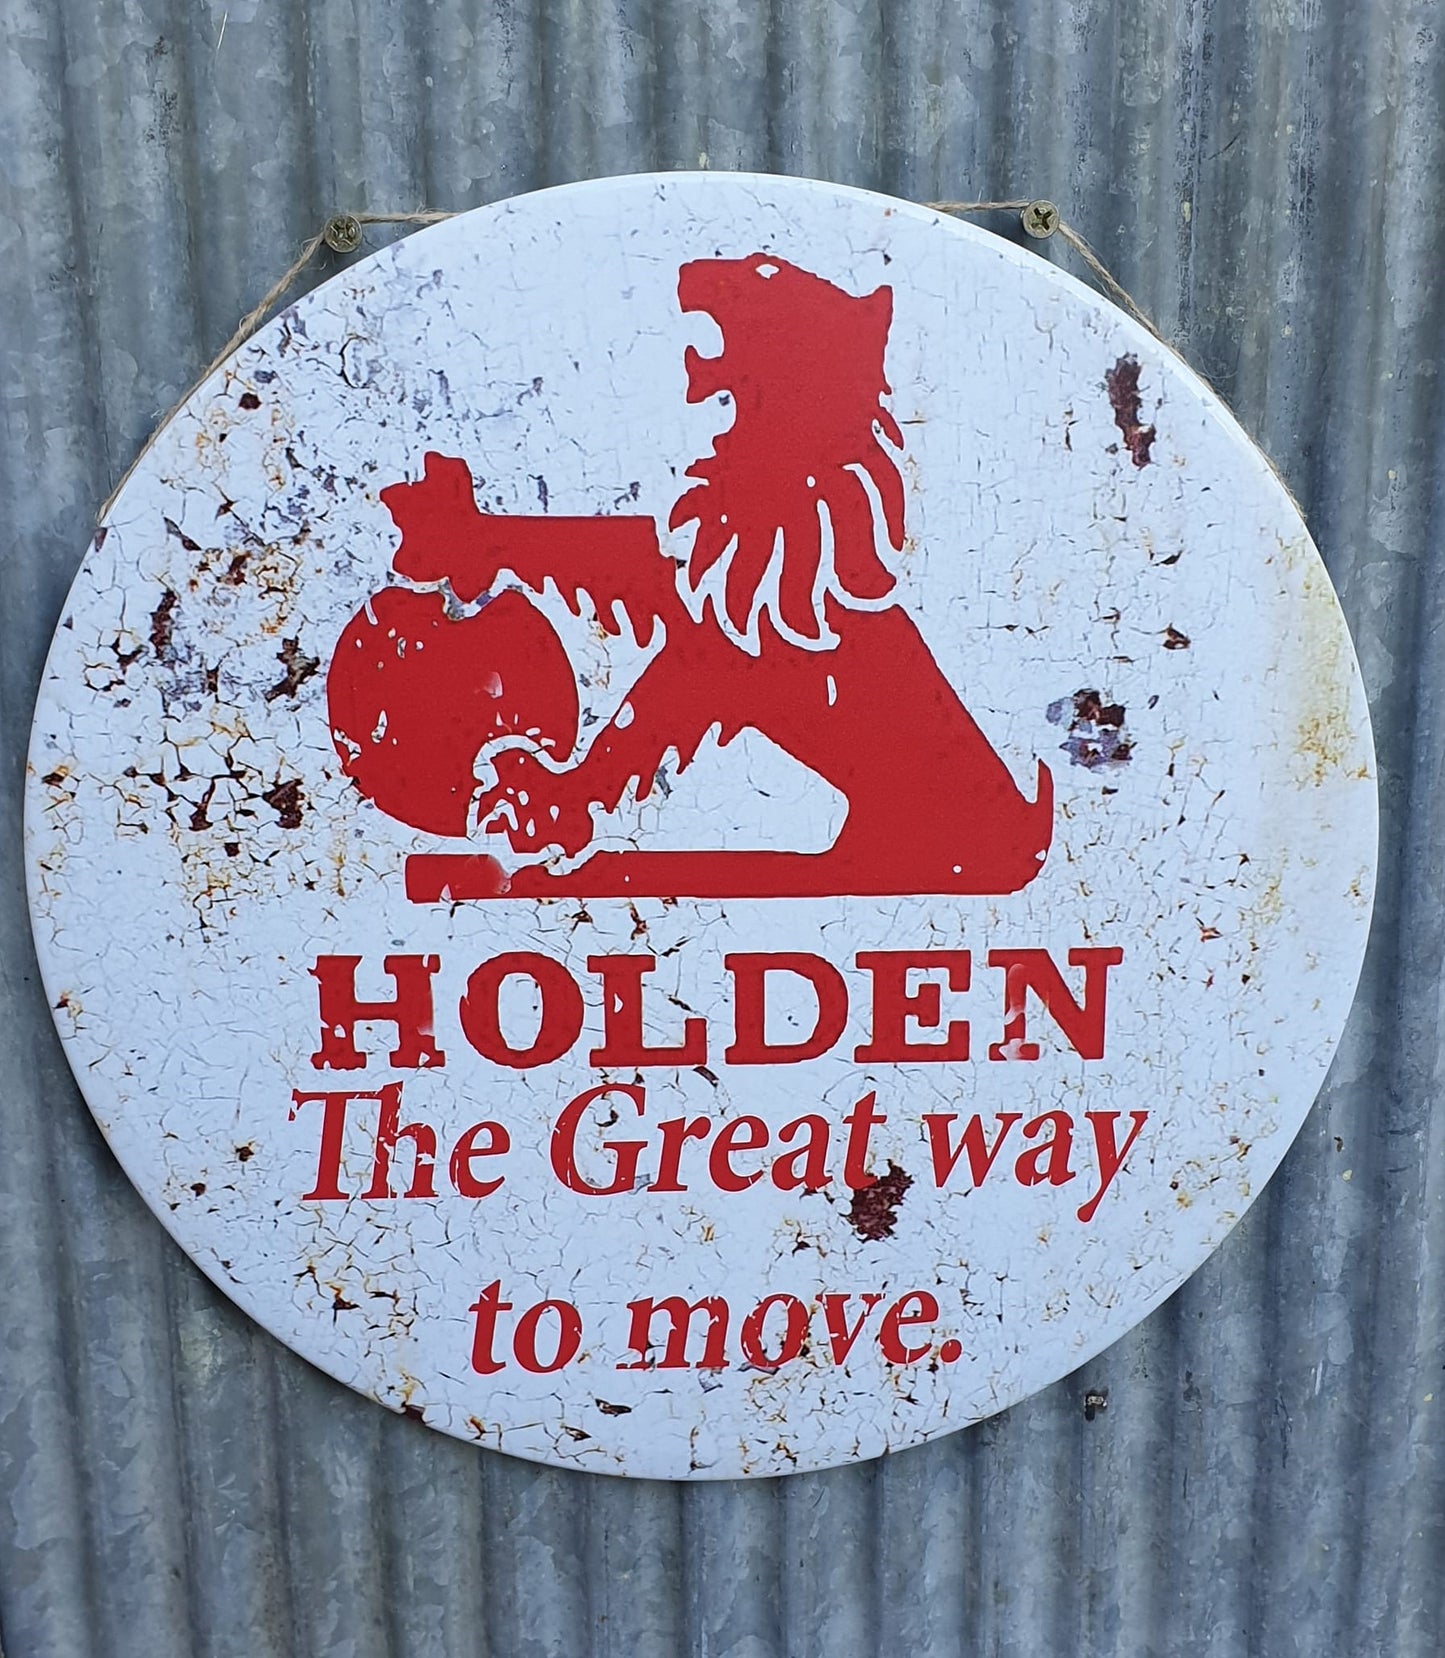 HOLDEN
The Great way
to move.